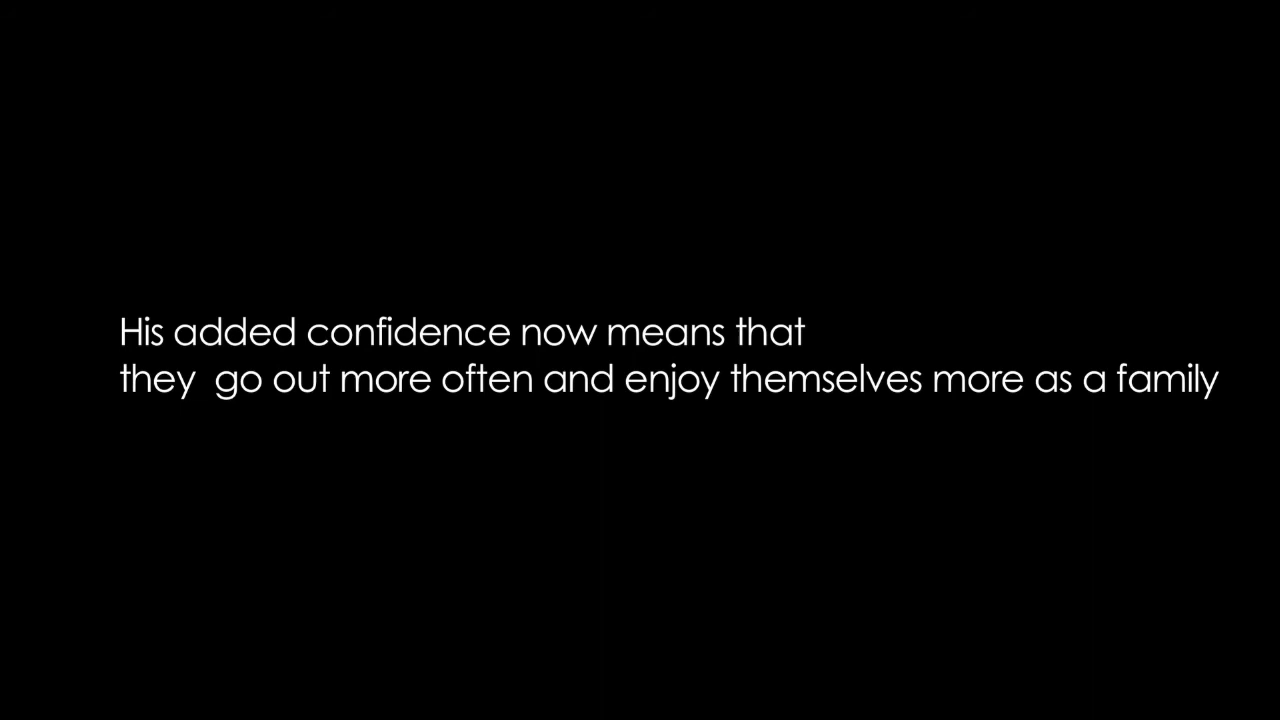 His added confidence now means that
they  go out more often and enjoy themselves more as a family